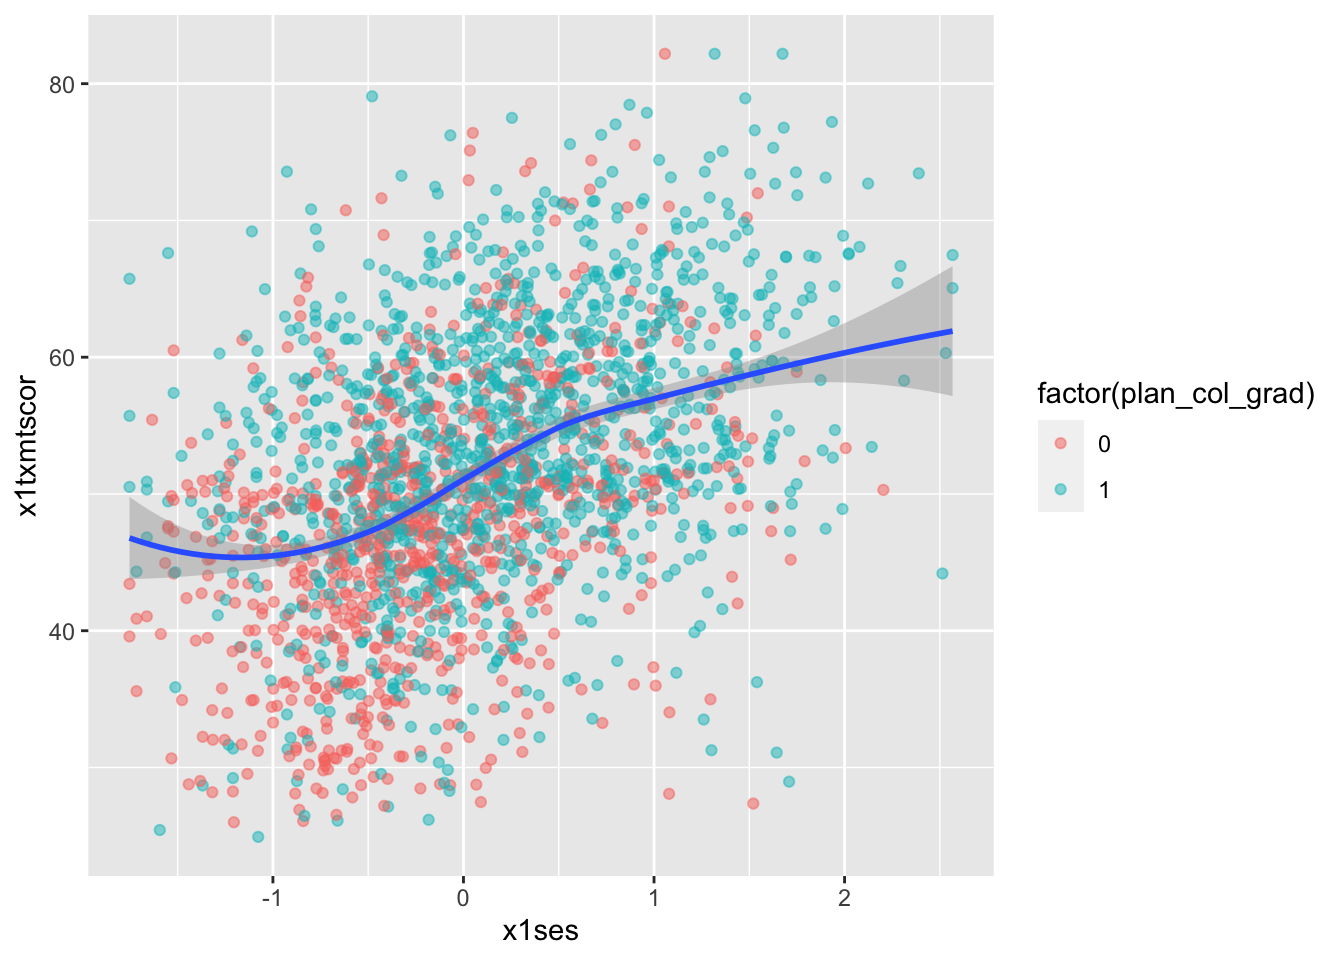 80
60
40
x1txmtscor
-1 0 1 2
x1ses
factor(plan_col_grad)
0
1